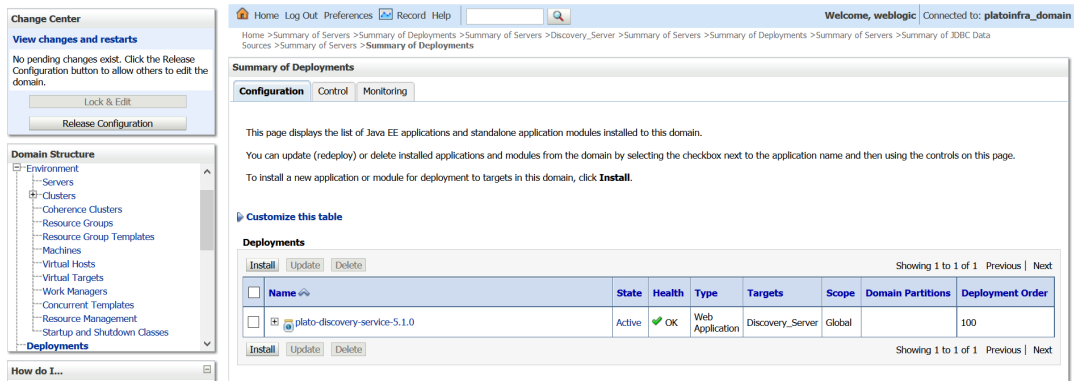 Change Center
View changes and restarts
No pending changes exist. Click the Release
Configuration button to allow others to edit the
domain.
Lock & Edit
Release Configuration
Domain Structure
Environment
Servers
Clusters
Coherence Clusters
Resource Groups
Resource Group Templates
Machines
Virtual Hosts
Virtual Targets
Work Managers
Concurrent Templates
Resource Management
Startup and Shutdown Classes
Deployments
How do I...
Home Log Out Preferences Record Help
Welcome, weblogic Connected to: platoinfra_domain
Home >Summary of Servers >Summary of Deployments >Summary of Servers >Discovery_Server >Summary of Servers >Summary of Deployments >Summary of Servers >Summary of JDBC Data
Sources >Summary of Servers >Summary of Deployments
Summary of Deployments
Configuration Control Monitoring
This page displays the list of Java EE applications and standalone application modules installed to this domain.
You can update (redeploy) or delete installed applications and modules from the domain by selecting the checkbox next to the application name and then using the controls on this page.
To install a new application or module for deployment to targets in this domain, click Install.
Customize this table
Deployments
Install Update Delete Showing 1 to 1 of 1 Previous | Next
Name State Health Type Targets Scope Domain Partitions Deployment Order
plato-discovery-service-5.1.0 Active OK Web Application Discovery_Server Global 100
Install Update Delete Showing 1 to 1 of 1 Previous | Next